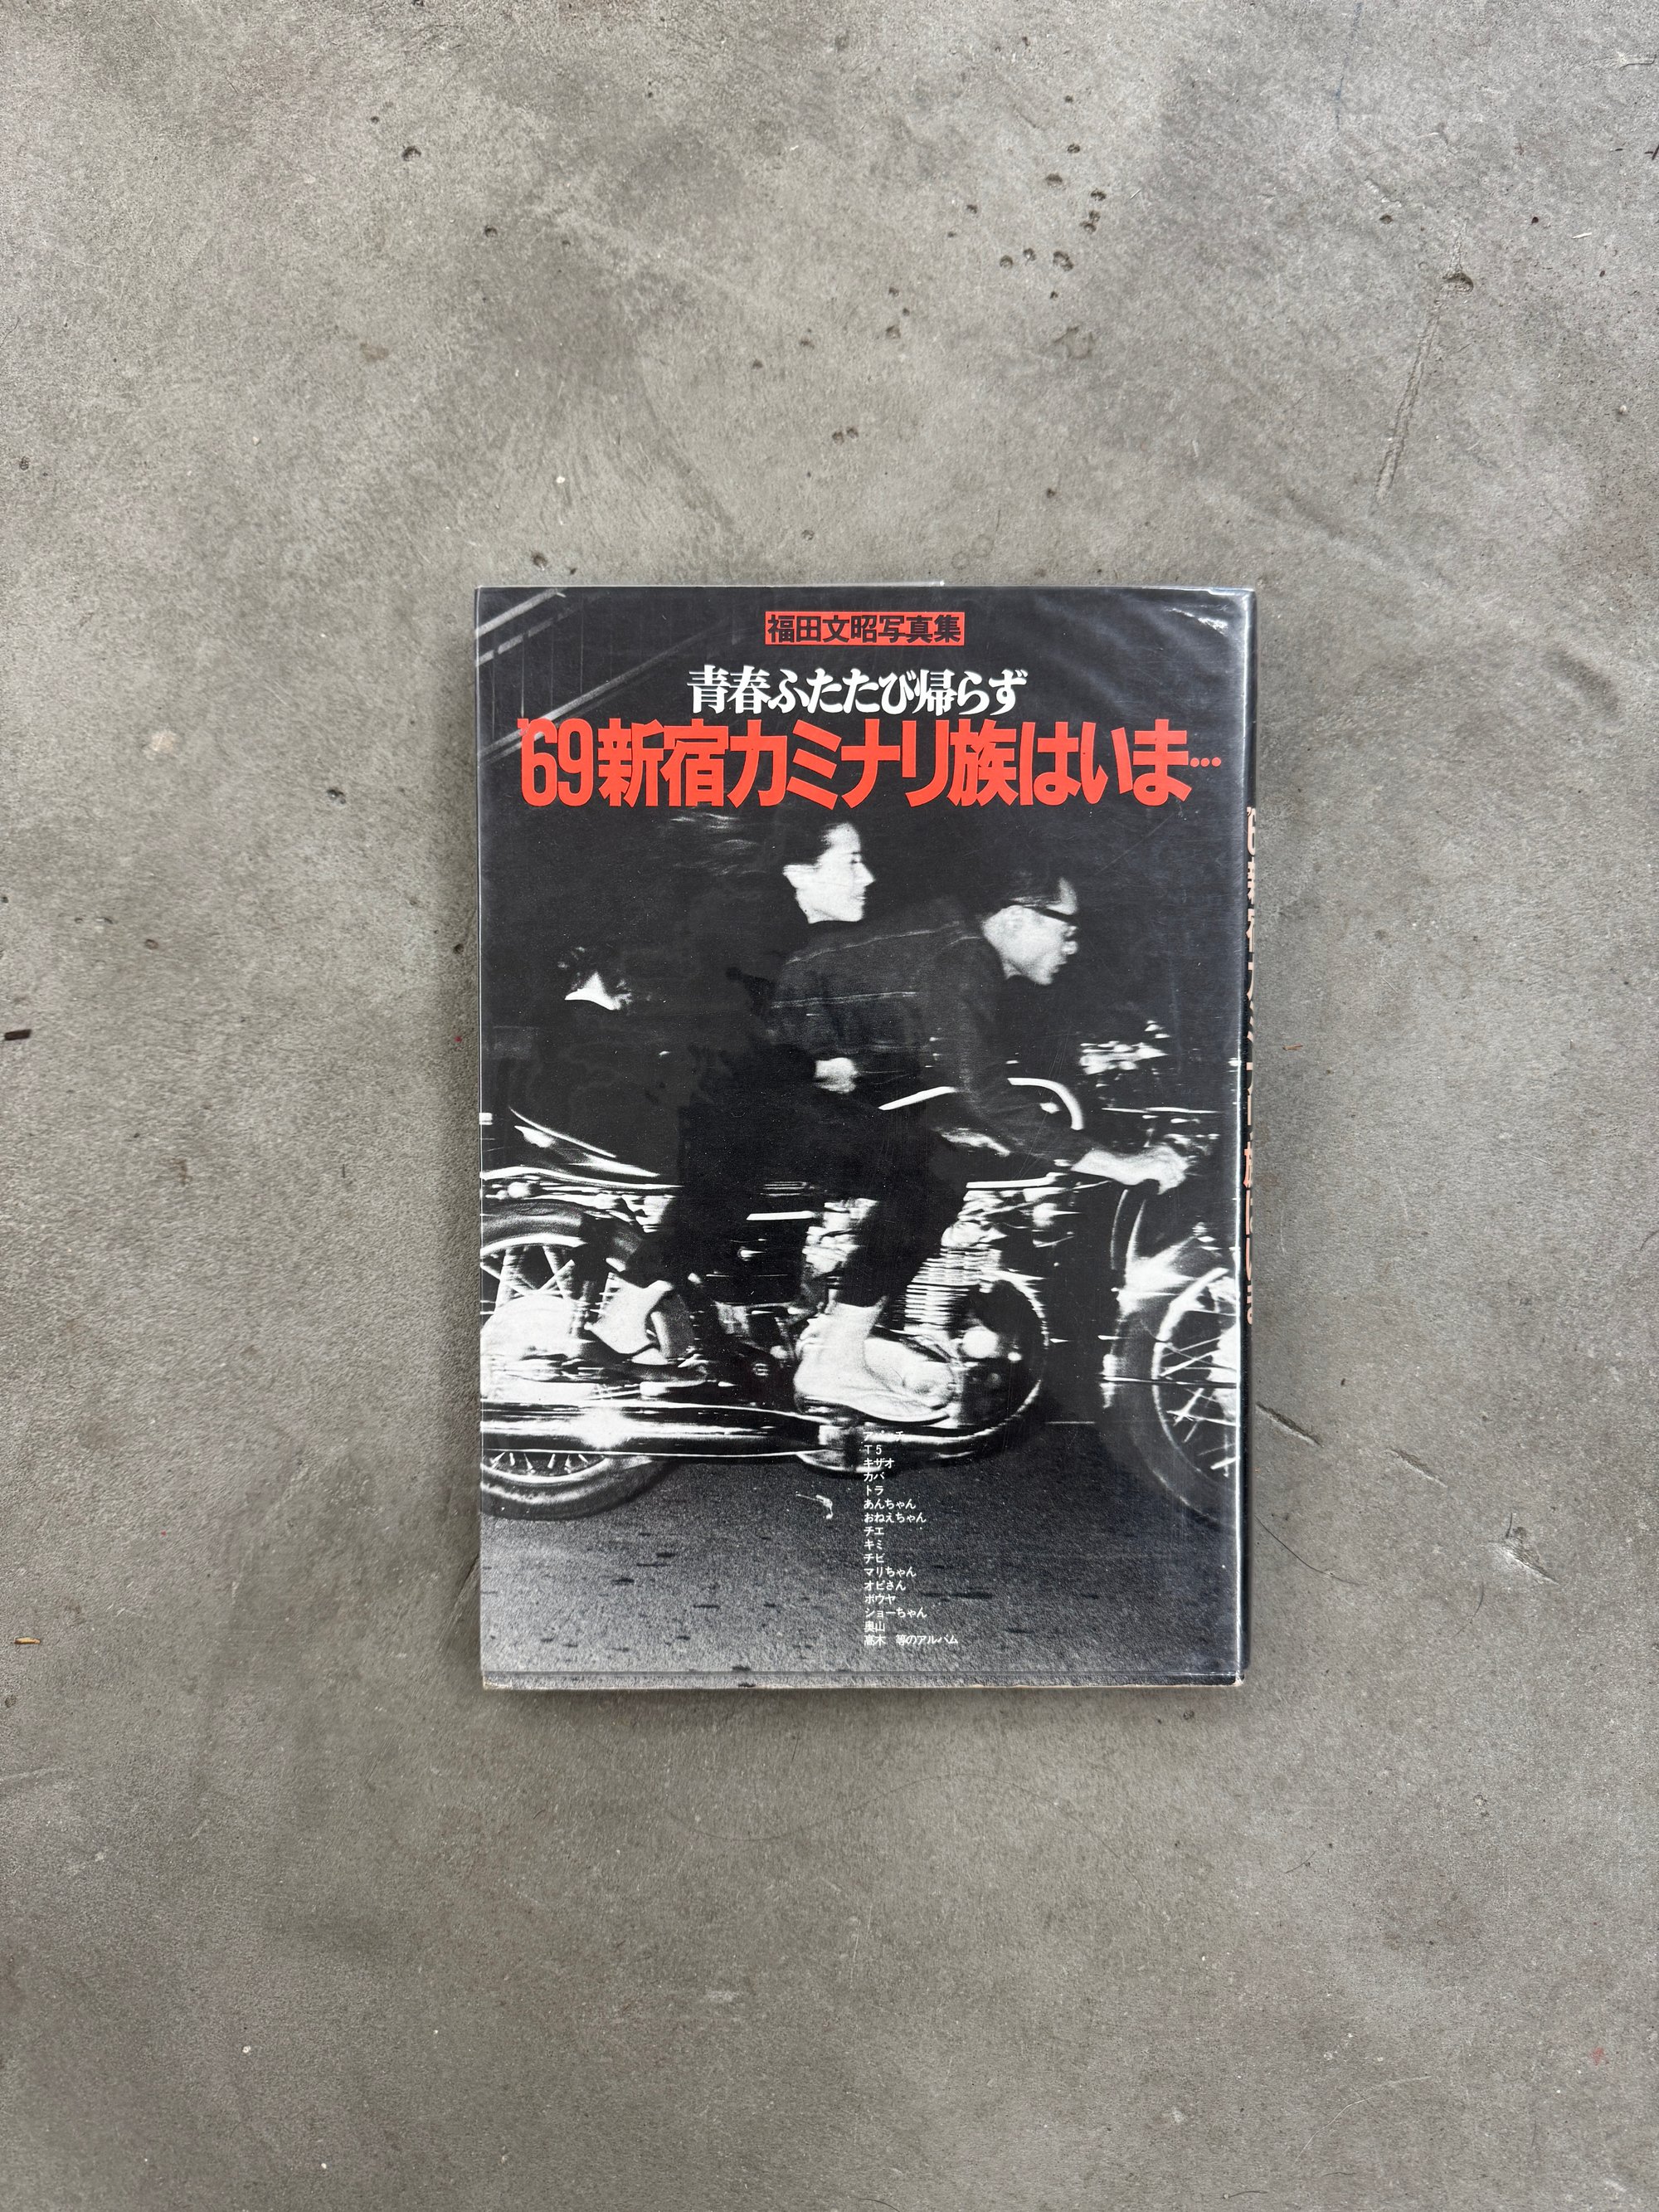 福田文昭写真集
青春ふたたび帰らず
'69新宿カミナリ族はいま…
アパッチ
T5
キザオ
カバ
トラ
あんちゃん
おねえちゃん
チエ
キミ
チビ
マリちゃん
オビさん
ボウヤ
ショーちゃん
奥山
高木 等のアルバム